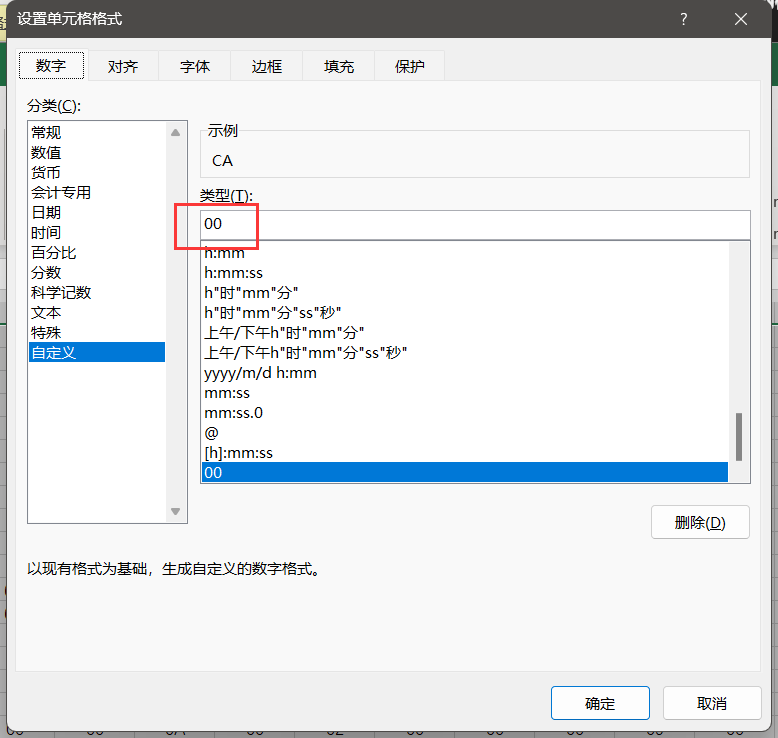 设置单元格格式
?
数字 对齐 字体 边框 填充 保护
分类(C):
常规
数值
货币
会计专用
日期
时间
百分比
分数
科学记数
文本
特殊
自定义
示例
CA
类型(T):
00
h:mm
h:mm:ss
h"时"mm"分"
h"时"mm"分"ss"秒"
上午/下午h"时"mm"分"
上午/下午h"时"mm"分"ss"秒"
yyyy/m/d h:mm
mm:ss
mm:ss.0
@
[h]:mm:ss
00
删除(D)
以现有格式为基础，生成自定义的数字格式。
确定 取消